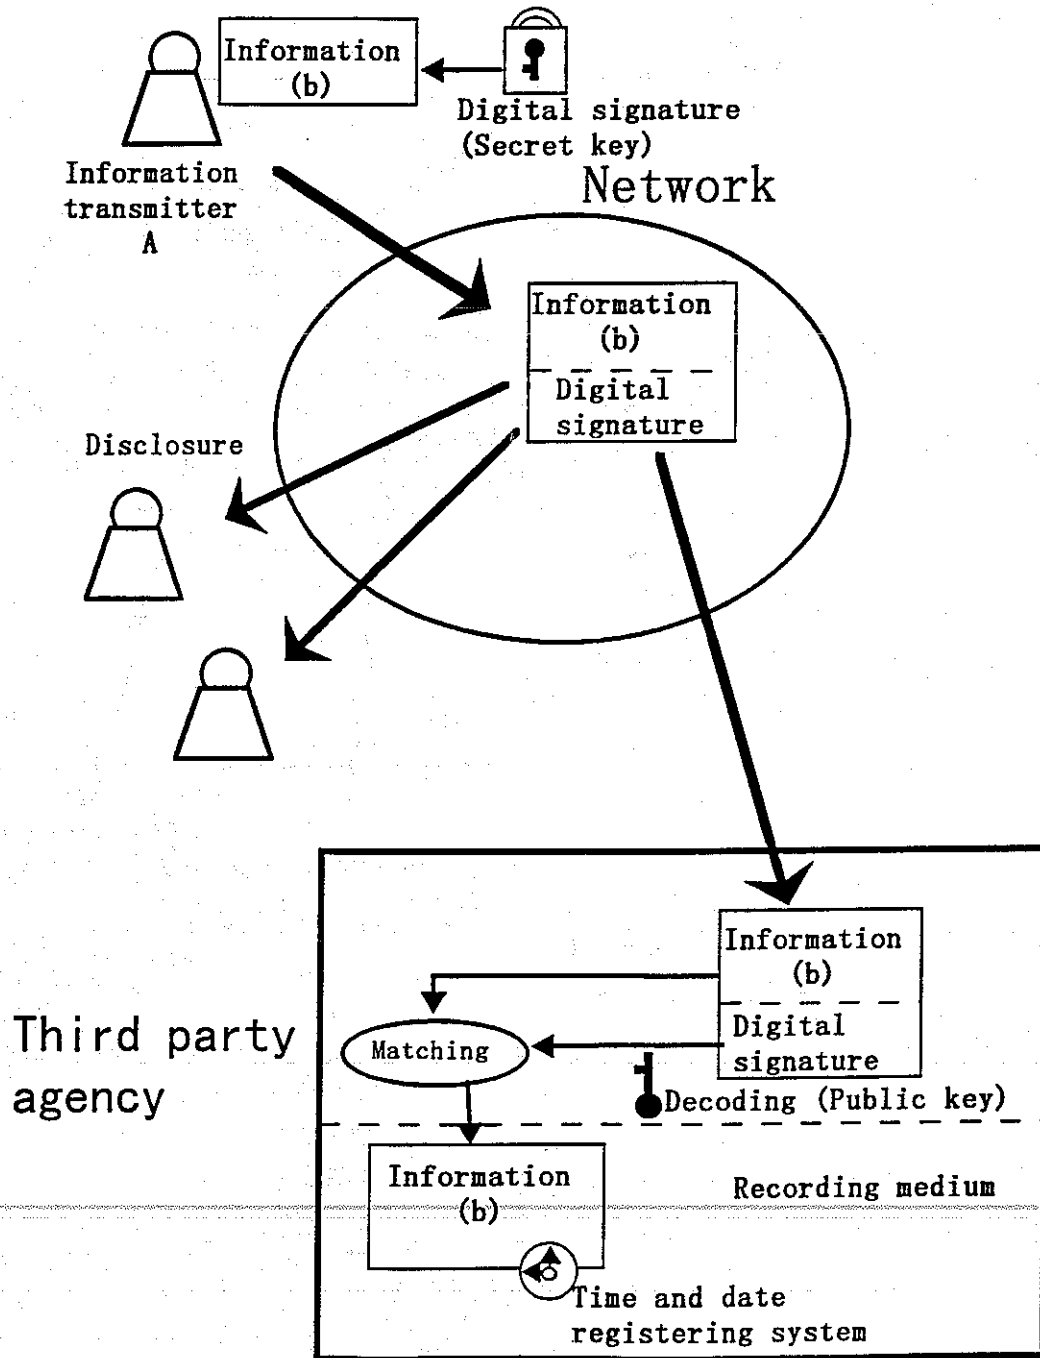 Information
(b)
Digital signature
(Secret key)
Information
transmitter
A
Network
Information
(b)
Digital
signature
Disclosure
Information
(b)
Digital
signature
Third party
agency
Matching
Decoding (Public key)
Information
(b)
Recording medium
Time and date
registering system